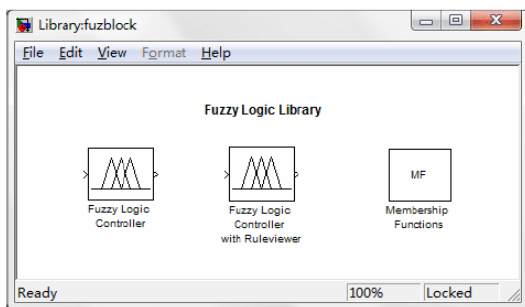 Library:fuzblock
File Edit View Format Help
Fuzzy Logic Library
Fuzzy Logic
Controller
Fuzzy Logic
Controller
with Ruleviewer
MF
Membership
Functions
Ready 100% Locked